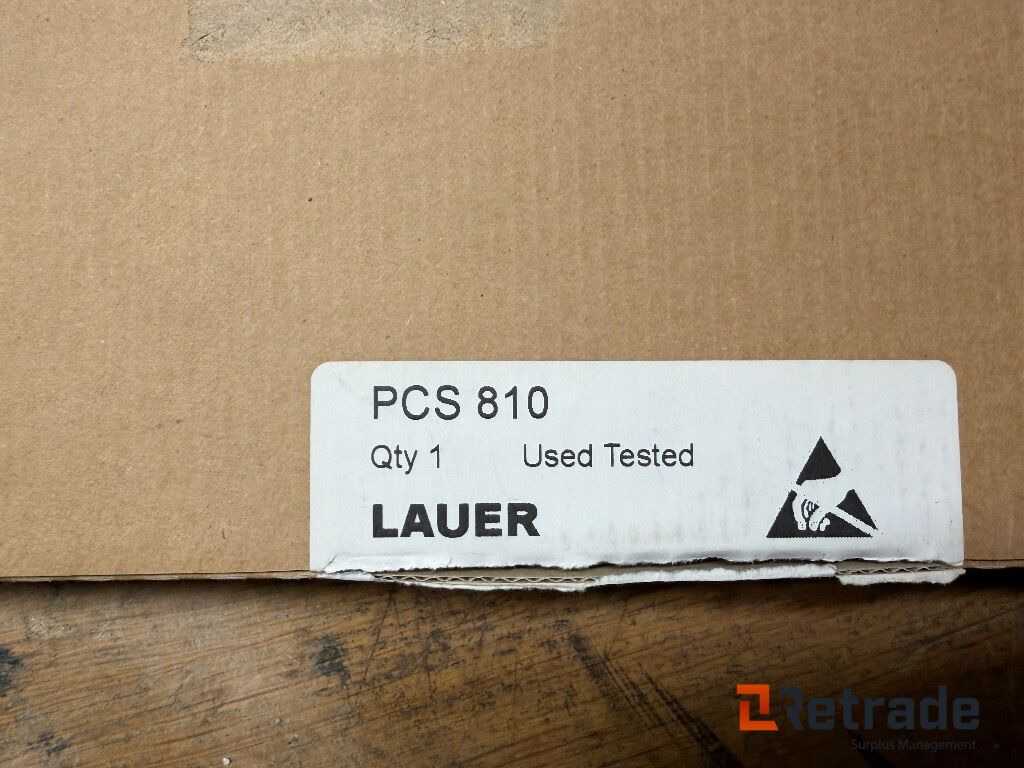 PCS 810
Qty 1 Used Tested
LAUER
Retrade
Surplus Management